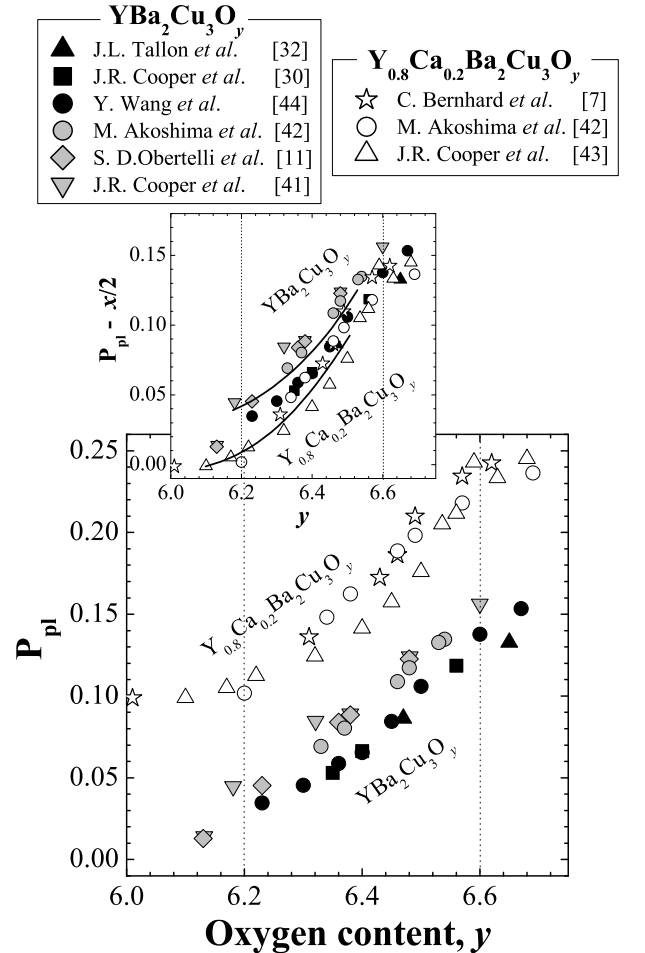 YBa2Cu3Oy
J.L. Tallon et al. [32]
J.R. Cooper et al. [30]
Y. Wang et al. [44]
M. Akoshima et al. [42]
S. D.Obertelli et al. [11]
J.R. Cooper et al. [41]
Y0.8Ca0.2Ba2Cu3Oy
C. Bernhard et al. [7]
M. Akoshima et al. [42]
J.R. Cooper et al. [43]
0.15
0.10
0.05
0.00
Ppl - x/2
YBa2Cu3Oy
Y0.8Ca0.2Ba2Cu3Oy
6.0 6.2 6.4 6.6
y
0.25
0.20
0.15
0.10
0.05
0.00
Ppl
Y0.8Ca0.2Ba2Cu3Oy
YBa2Cu3Oy
6.0 6.2 6.4 6.6
Oxygen content, y